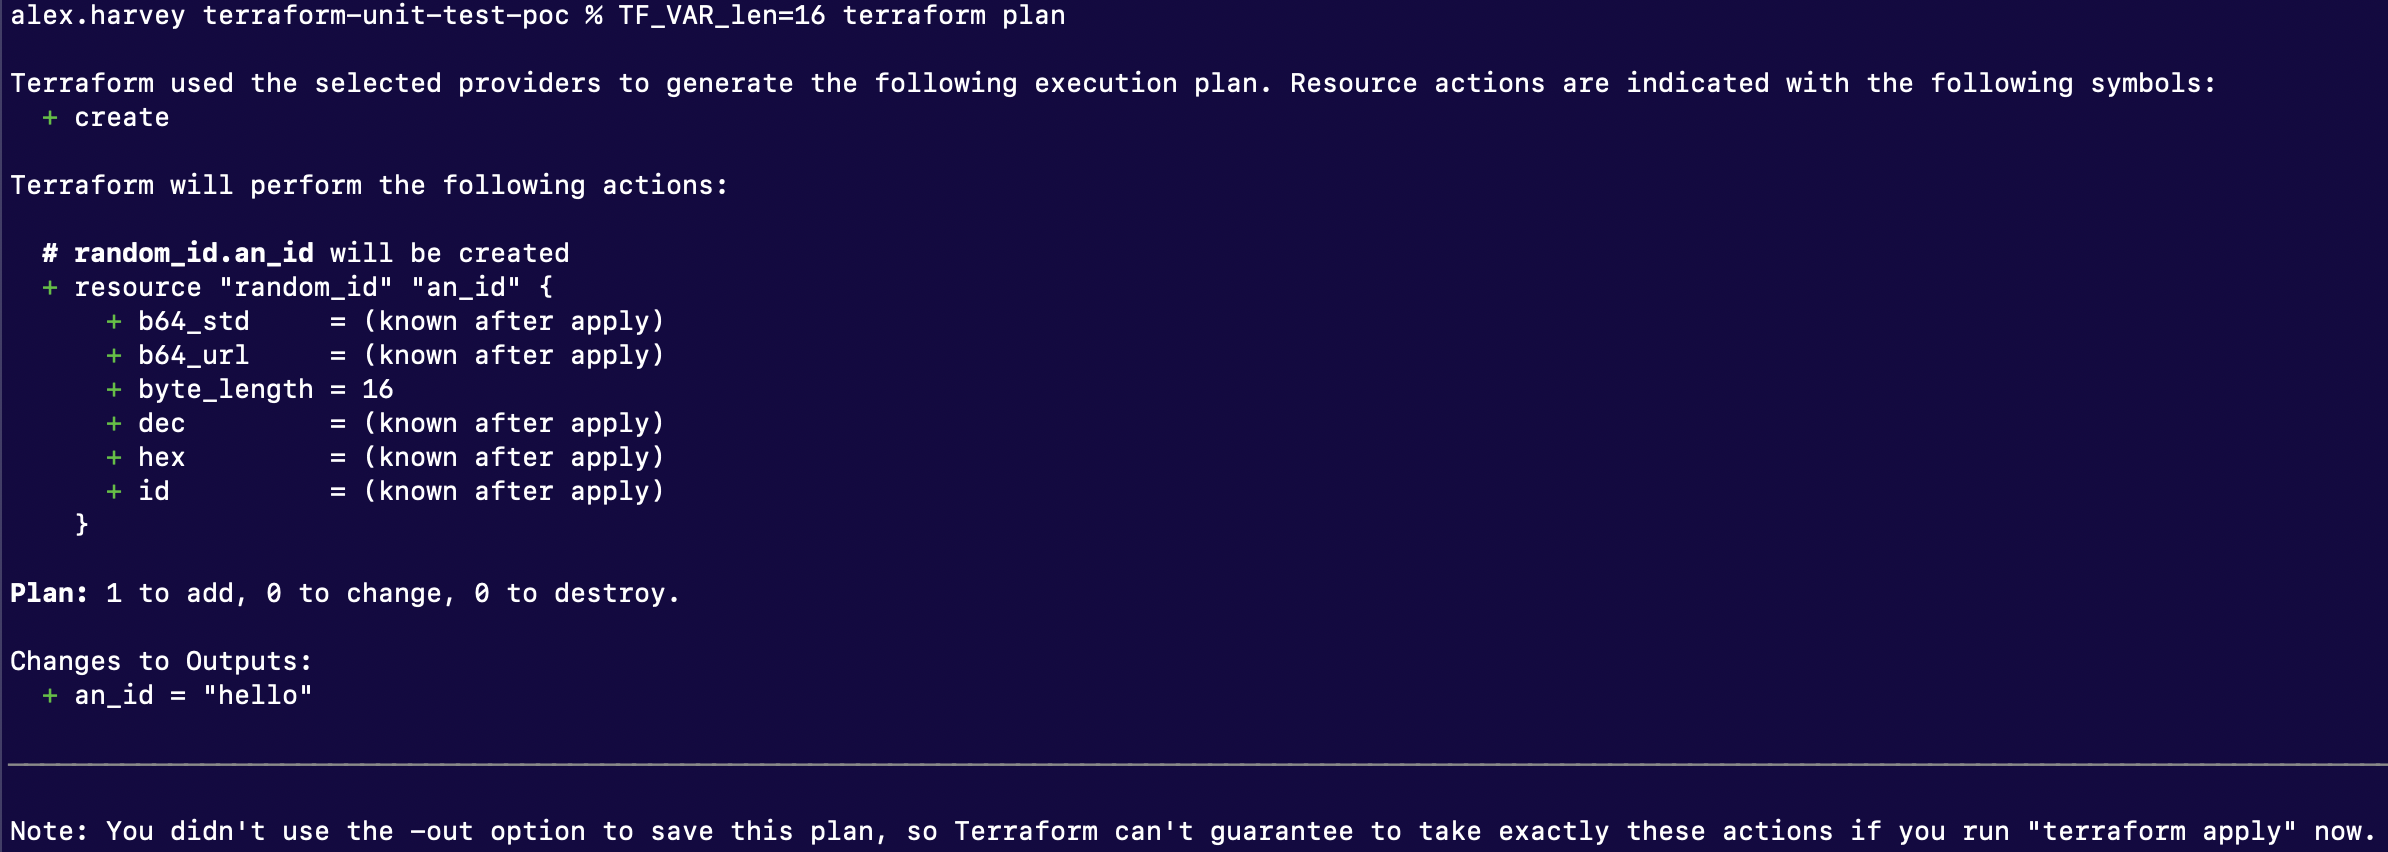 alex.harvey terraform-unit-test-poc % TF_VAR_len=16 terraform plan
Terraform used the selected providers to generate the following execution plan. Resource actions are indicated with the following symbols:
  + create
Terraform will perform the following actions:
  # random_id.an_id will be created
  + resource "random_id" "an_id" {
      + b64_std     = (known after apply)
      + b64_url     = (known after apply)
      + byte_length = 16
      + dec         = (known after apply)
      + hex         = (known after apply)
      + id          = (known after apply)
    }
Plan: 1 to add, 0 to change, 0 to destroy.
Changes to Outputs:
  + an_id = "hello"
Note: You didn't use the -out option to save this plan, so Terraform can't guarantee to take exactly these actions if you run "terraform apply" now.